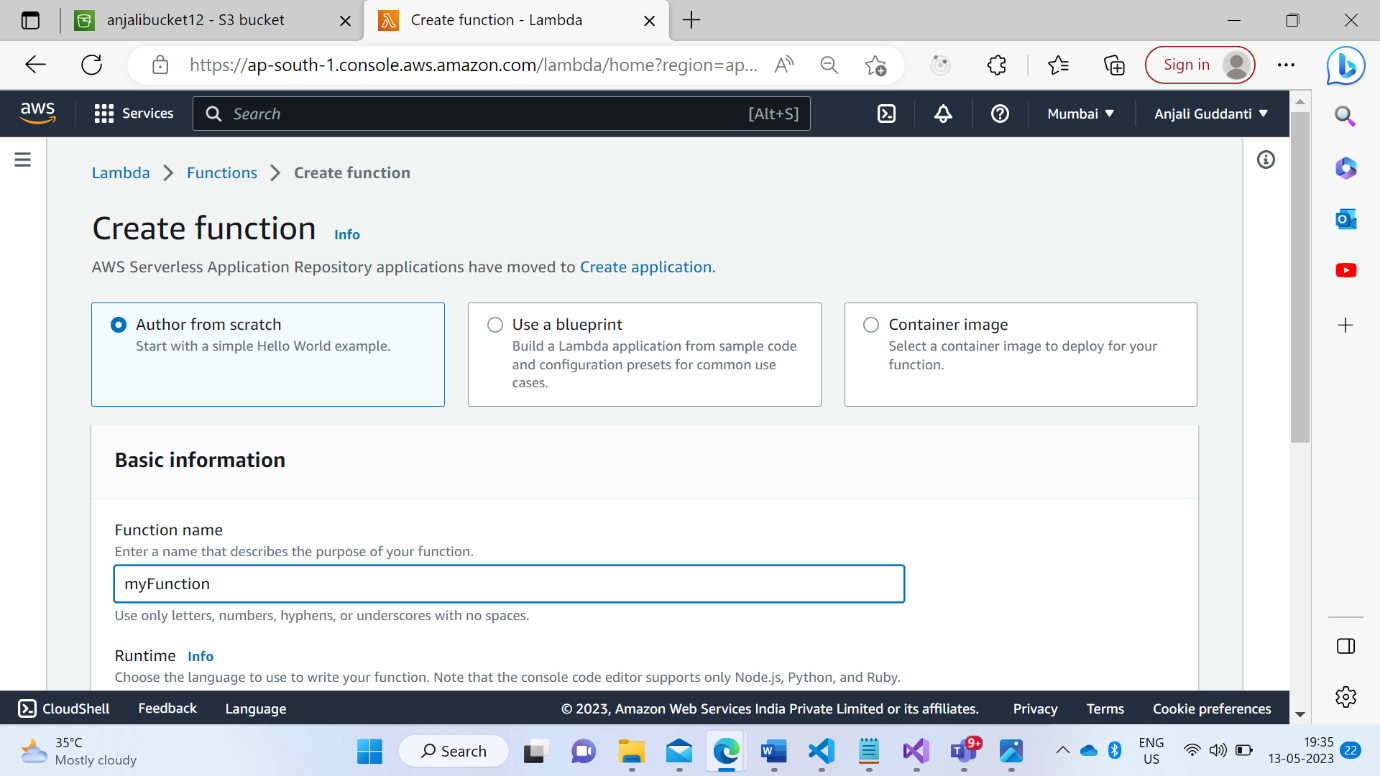 anjalibucket12 - S3 bucket
Create function - Lambda
https://ap-south-1.console.aws.amazon.com/lambda/home?region=ap...
Sign in
aws
Services
Search
[Alt+S]
Mumbai
Anjali Guddanti
Lambda
Functions
Create function
Create function
Info
AWS Serverless Application Repository applications have moved to Create application.
Author from scratch
Start with a simple Hello World example.
Use a blueprint
Build a Lambda application from sample code
and configuration presets for common use
cases.
Container image
Select a container image to deploy for your
function.
Basic information
Function name
Enter a name that describes the purpose of your function.
myFunction
Use only letters, numbers, hyphens, or underscores with no spaces.
Runtime Info
Choose the language to use to write your function. Note that the console code editor supports only Node.js, Python, and Ruby.
CloudShell
Feedback
Language
© 2023, Amazon Web Services India Private Limited or its affiliates.
Privacy
Terms
Cookie preferences
35°C
Mostly cloudy
Search
9+
ENG
US
19:35
13-05-2023
22